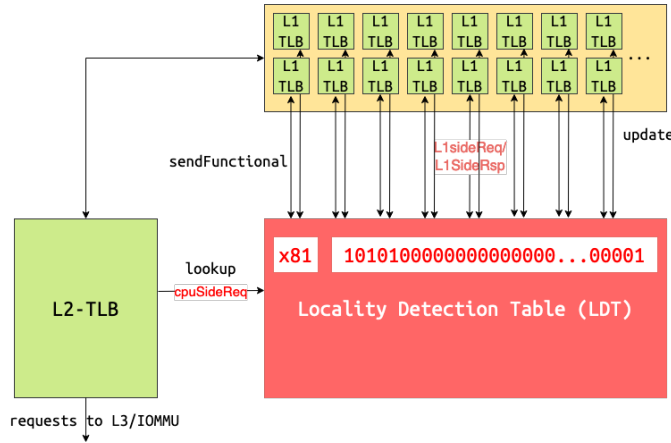 L1 L1 L1 L1 L1 L1 L1 L1
TLB TLB TLB TLB TLB TLB TLB TLB
...
L1 L1 L1 L1 L1 L1 L1 L1
TLB TLB TLB TLB TLB TLB TLB TLB
update
sendFunctional
L1sideReq/
L1SideRsp
x81
1010100000000000000...00001
lookup
cpuSideReq
L2-TLB
Locality Detection Table (LDT)
requests to L3/IOMMU